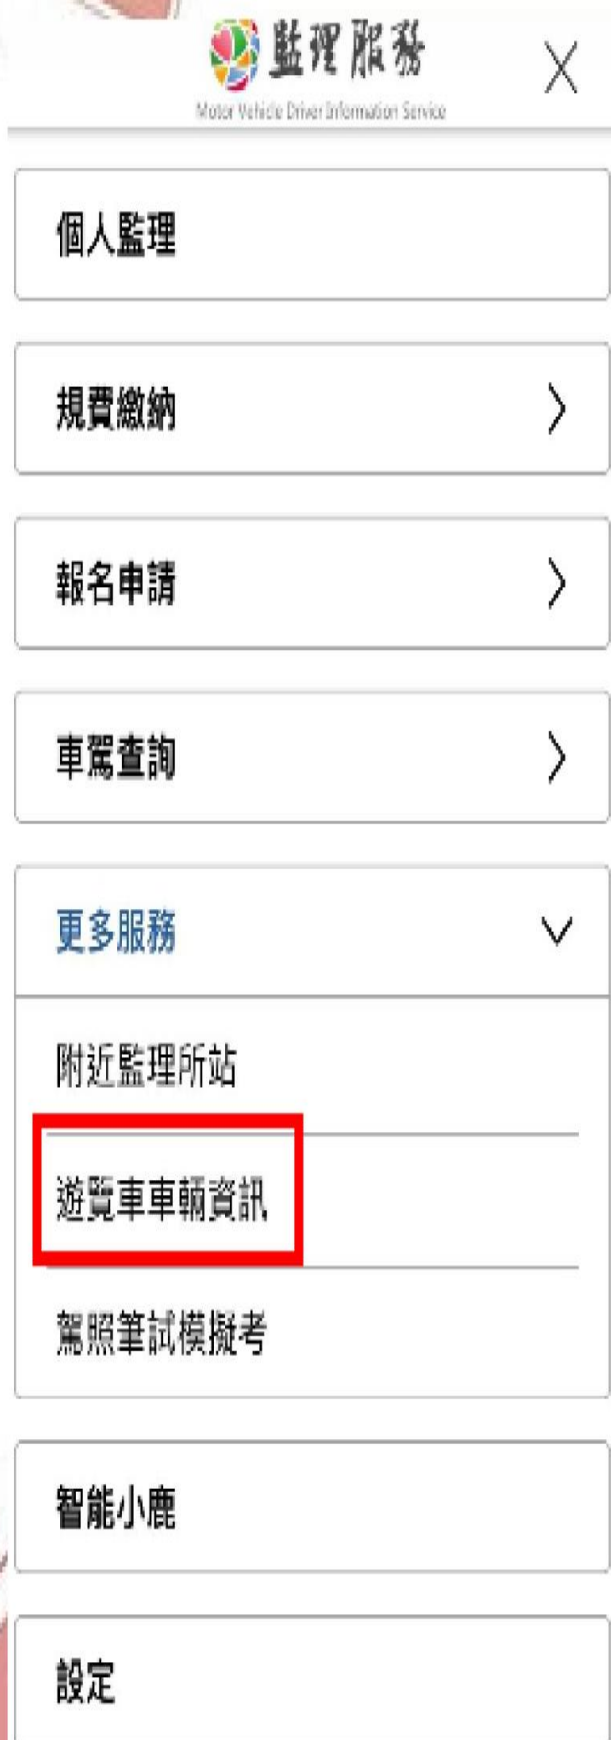 監理服務
Motor Vehicle Driver Information Service
個人監理
規費繳納
報名申請
車駕查詢
更多服務
附近監理所站
遊覽車車輛資訊
駕照筆試模擬考
智能小鹿
設定